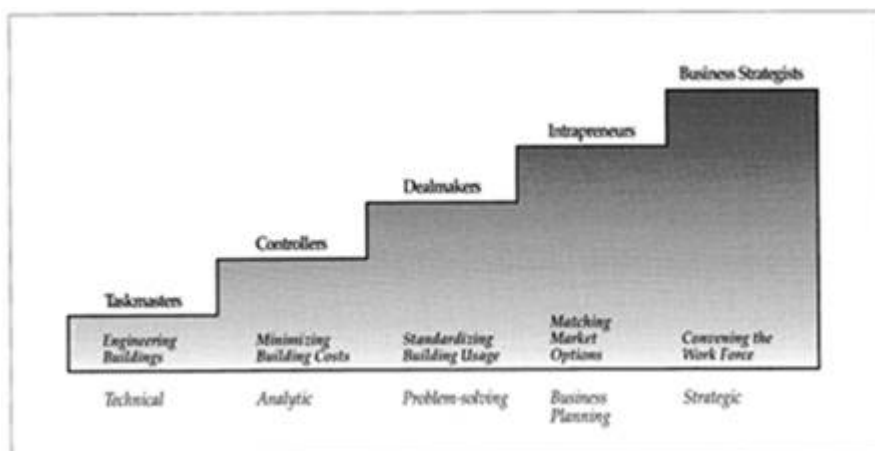 Business Strategists
Intrapreneurs
Dealmakers
Controllers
Taskmasters
Engineering
Buildings
Minimizing
Building Costs
Standardizing
Building Usage
Matching
Market
Options
Convening the
Work Force
Technical
Analytic
Problem-solving
Business
Planning
Strategic